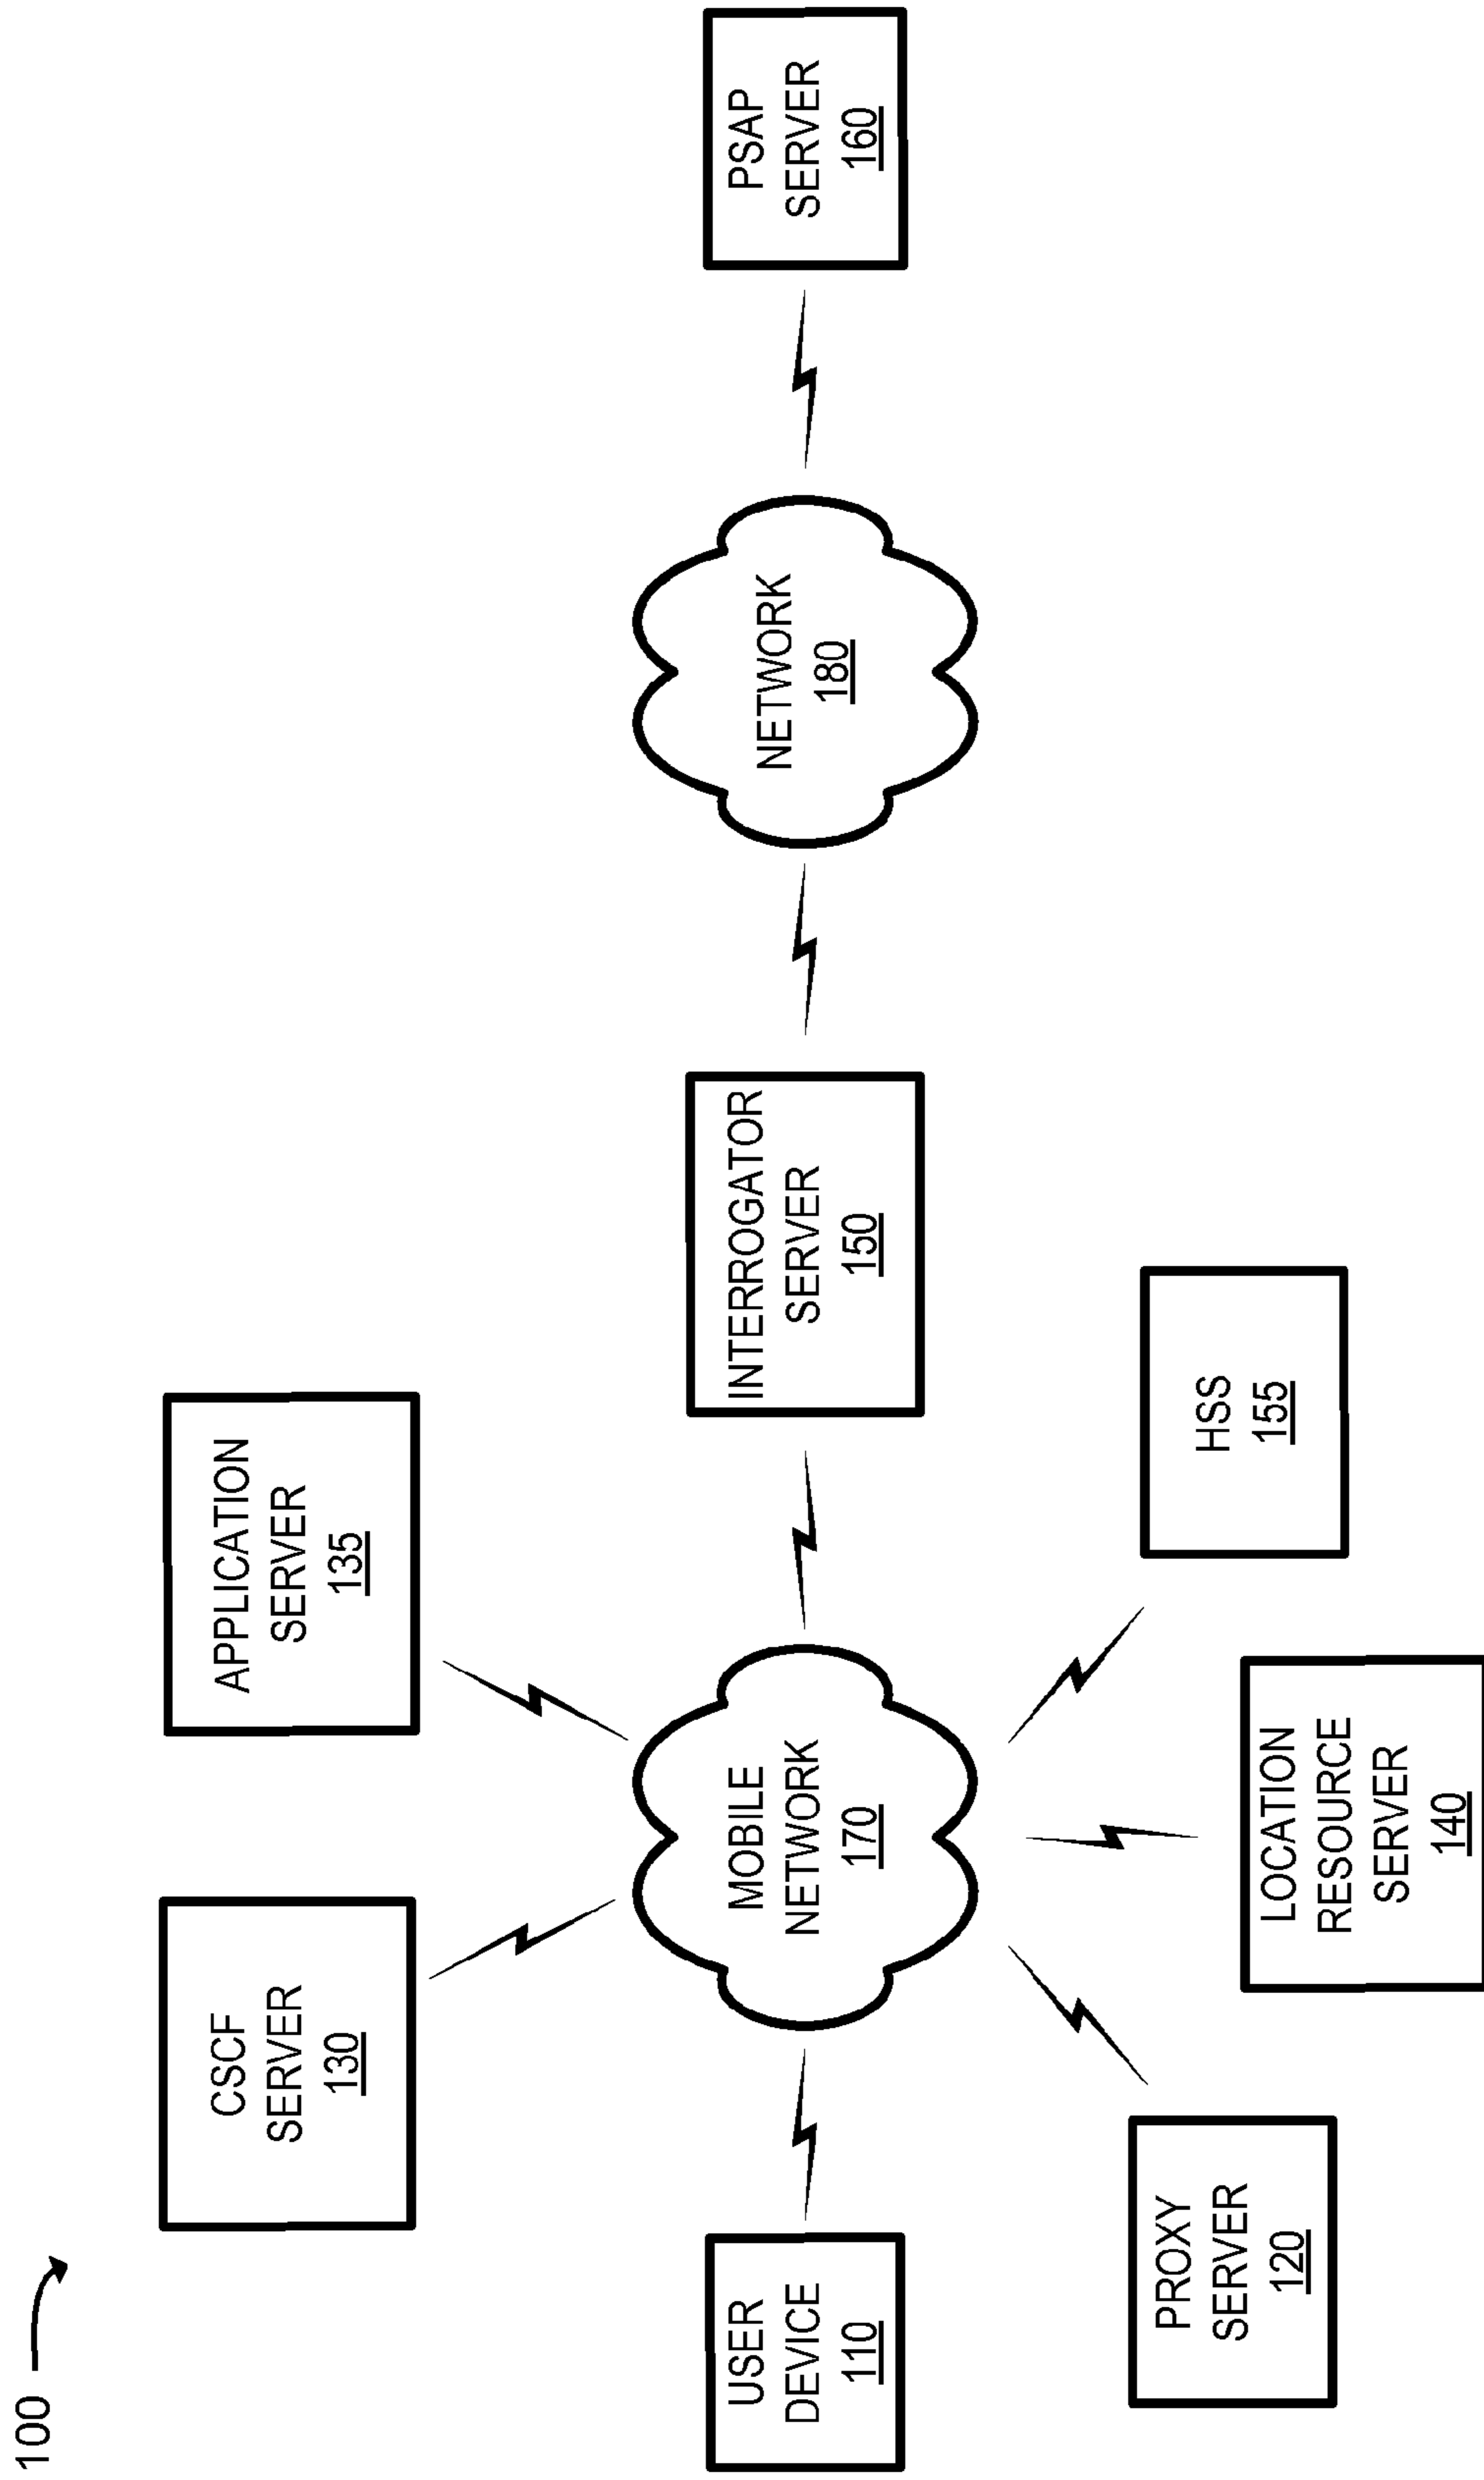 100
CSCF
SERVER
130
APPLICATION
SERVER
135
USER
DEVICE
110
MOBILE
NETWORK
170
INTERROGATOR
SERVER
150
NETWORK
180
PSAP
SERVER
160
PROXY
SERVER
120
LOCATION
RESOURCE
SERVER
140
HSS
155